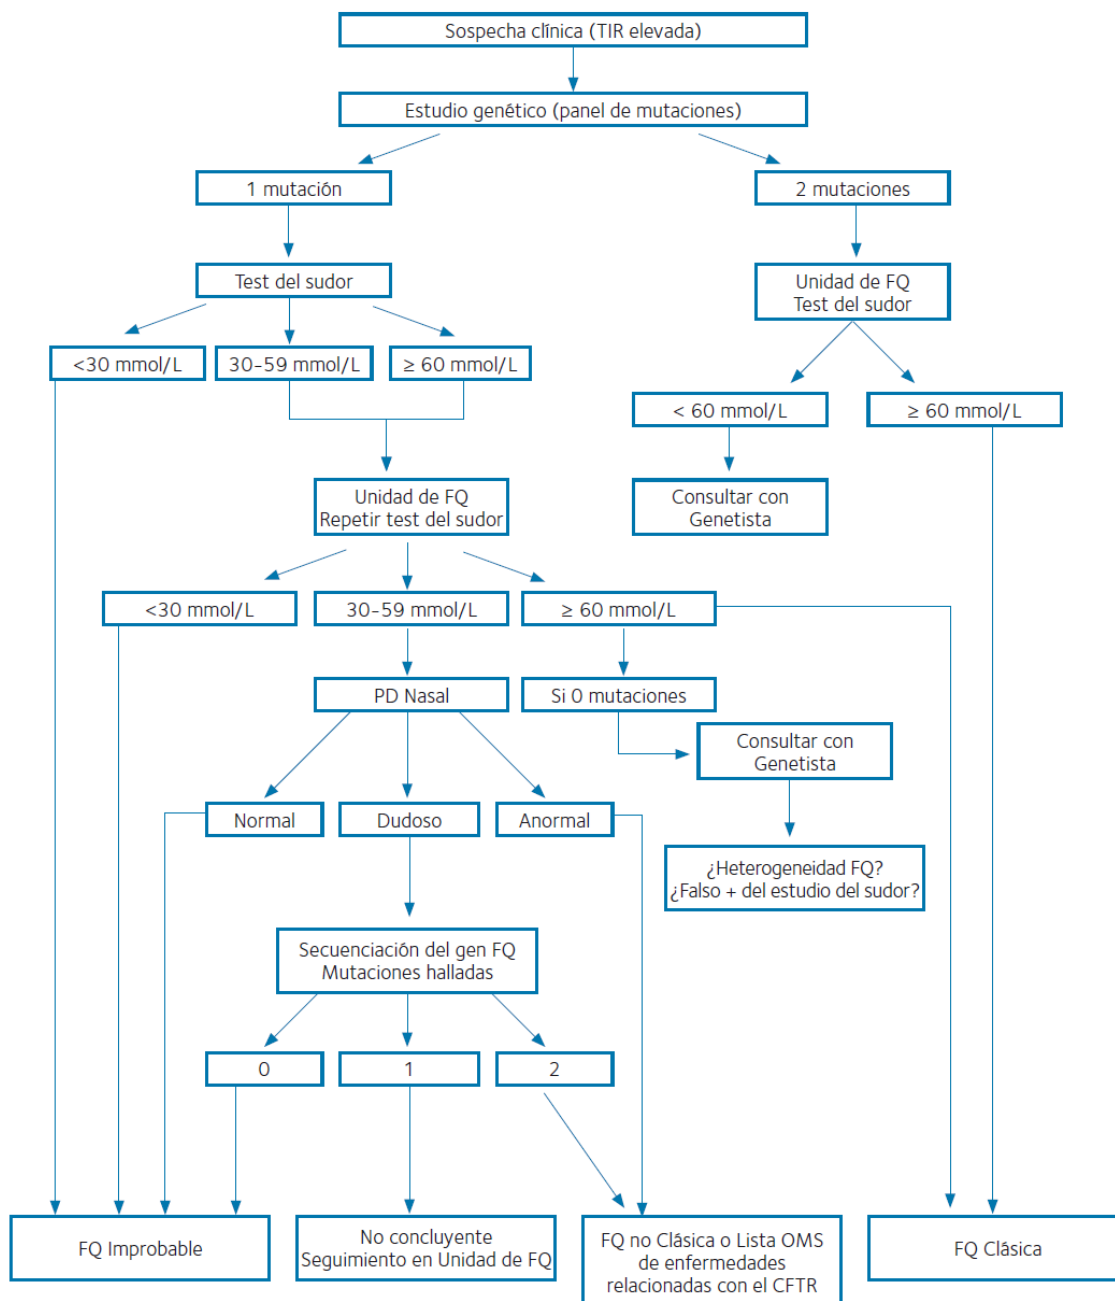 Sospecha clínica (TIR elevada)
Estudio genético (panel de mutaciones)
1 mutación
2 mutaciones
Test del sudor
Unidad de FQ
Test del sudor
<30 mmol/L
30-59 mmol/L
≥ 60 mmol/L
< 60 mmol/L
≥ 60 mmol/L
Unidad de FQ
Repetir test del sudor
Consultar con
Genetista
<30 mmol/L
30-59 mmol/L
≥ 60 mmol/L
PD Nasal
Si 0 mutaciones
Consultar con
Genetista
Normal
Dudoso
Anormal
¿Heterogeneidad FQ?
¿Falso + del estudio del sudor?
Secuenciación del gen FQ
Mutaciones halladas
0
1
2
FQ Improbable
No concluyente
Seguimiento en Unidad de FQ
FQ no Clásica o Lista OMS
de enfermedades
relacionadas con el CFTR
FQ Clásica